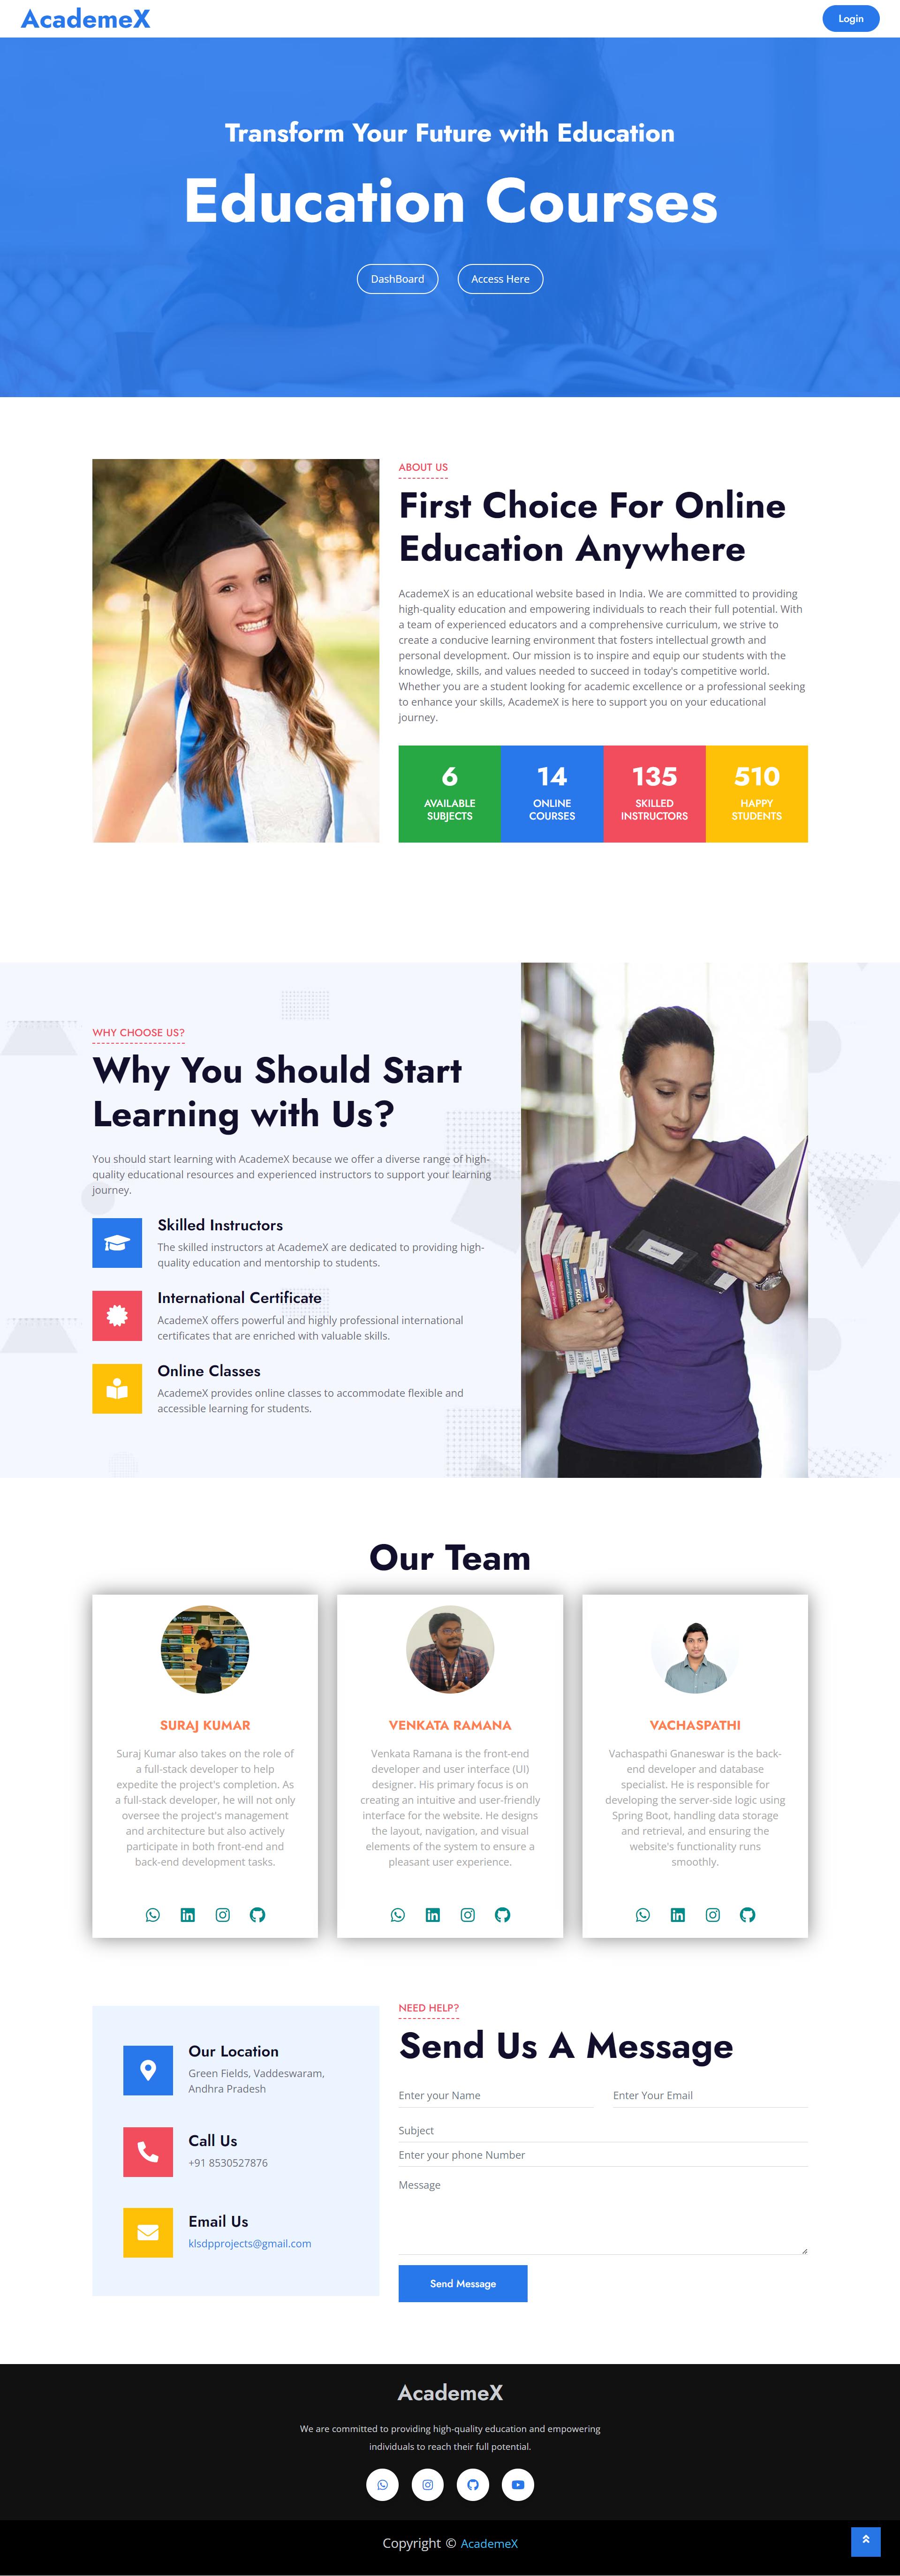 AcademeX
Login
Transform Your Future with Education
Education Courses
DashBoard
Access Here
ABOUT US
First Choice For Online
Education Anywhere
AcademeX is an educational website based in India. We are committed to providing
high-quality education and empowering individuals to reach their full potential. With
a team of experienced educators and a comprehensive curriculum, we strive to
create a conducive learning environment that fosters intellectual growth and
personal development. Our mission is to inspire and equip our students with the
knowledge, skills, and values needed to succeed in today's competitive world.
Whether you are a student looking for academic excellence or a professional seeking
to enhance your skills, AcademeX is here to support you on your educational
journey.
6
AVAILABLE
SUBJECTS
14
ONLINE
COURSES
135
SKILLED
INSTRUCTORS
510
HAPPY
STUDENTS
WHY CHOOSE US?
Why You Should Start
Learning with Us?
You should start learning with AcademeX because we offer a diverse range of high-
quality educational resources and experienced instructors to support your learning
journey.
Skilled Instructors
The skilled instructors at AcademeX are dedicated to providing high-
quality education and mentorship to students.
International Certificate
AcademeX offers powerful and highly professional international
certificates that are enriched with valuable skills.
Online Classes
AcademeX provides online classes to accommodate flexible and
accessible learning for students.
Our Team
SURAJ KUMAR
Suraj Kumar also takes on the role of
a full-stack developer to help
expedite the project's completion. As
a full-stack developer, he will not only
oversee the project's management
and architecture but also actively
participate in both front-end and
back-end development tasks.
VENKATA RAMANA
Venkata Ramana is the front-end
developer and user interface (UI)
designer. His primary focus is on
creating an intuitive and user-friendly
interface for the website. He designs
the layout, navigation, and visual
elements of the system to ensure a
pleasant user experience.
VACHASPATHI
Vachaspathi Gnaneswar is the back-
end developer and database
specialist. He is responsible for
developing the server-side logic using
Spring Boot, handling data storage
and retrieval, and ensuring the
website's functionality runs
smoothly.
Our Location
Green Fields, Vaddeswaram,
Andhra Pradesh
Call Us
+91 8530527876
Email Us
klsdpprojects@gmail.com
NEED HELP?
Send Us A Message
Enter your Name
Enter Your Email
Subject
Enter your phone Number
Message
Send Message
AcademeX
We are committed to providing high-quality education and empowering
individuals to reach their full potential.
Copyright © AcademeX